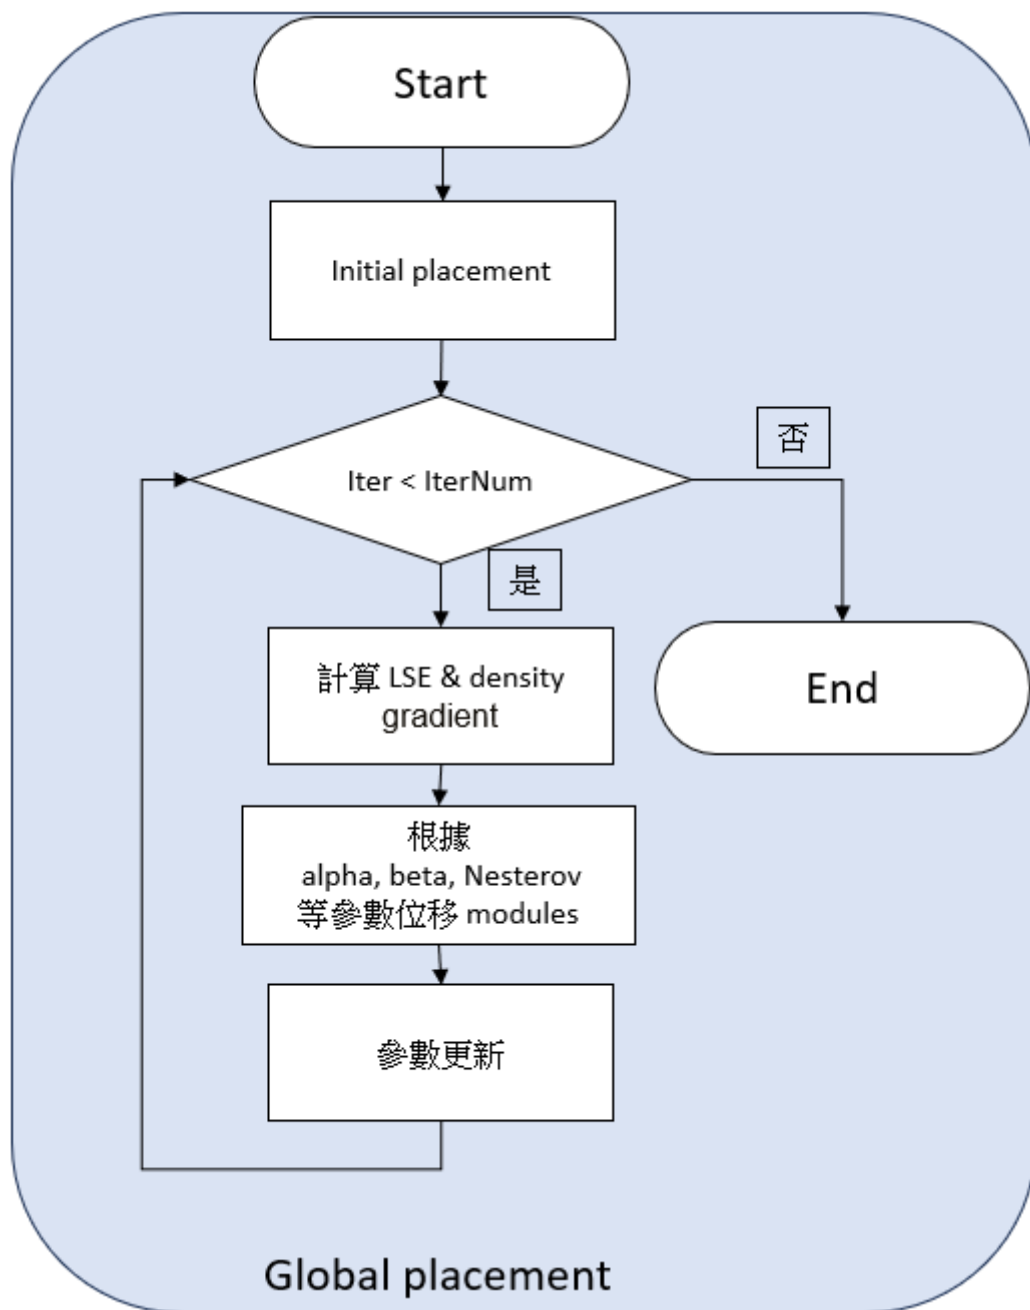 Start
Initial placement
Iter < IterNum
否
是
計算 LSE & density
gradient
End
根據
alpha, beta, Nesterov
等參數位移 modules
參數更新
Global placement